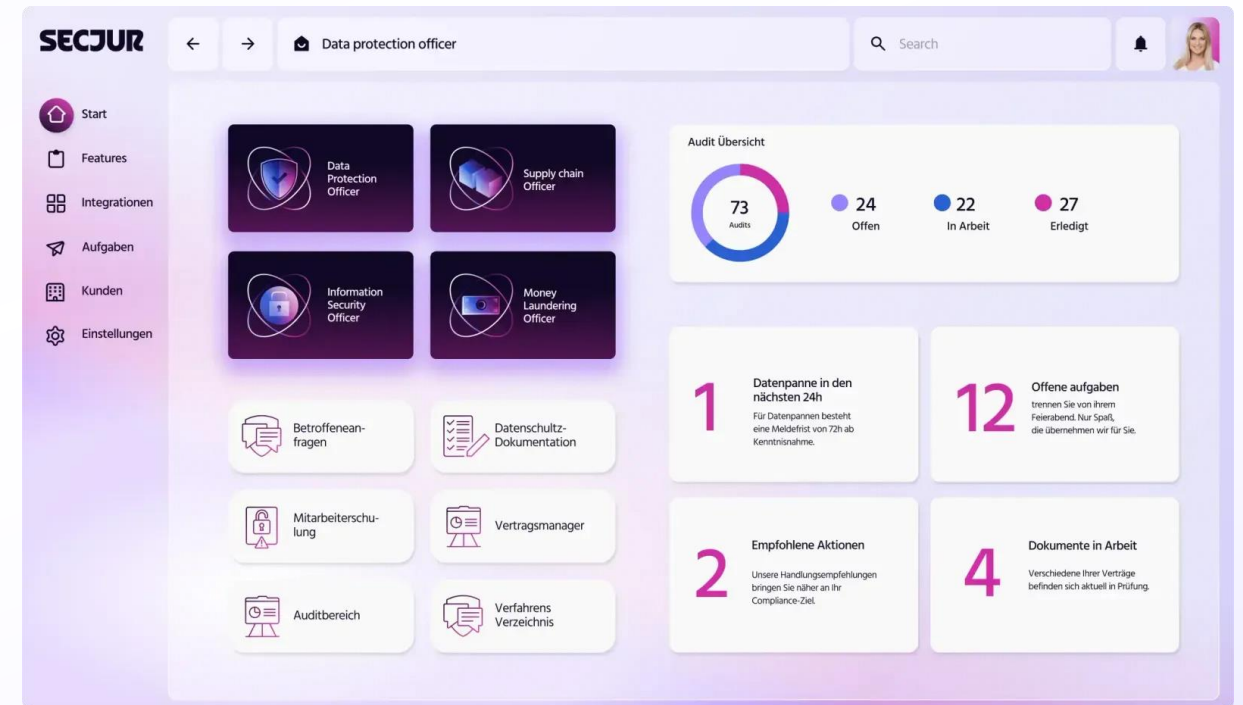 SECJUR
Data protection officer
Search
Start
Features
Integrationen
Aufgaben
Kunden
Einstellungen
Data
Protection
Officer
Supply chain
Officer
Information
Security
Officer
Money
Laundering
Officer
Betroffenean-
fragen
Datenschultz-
Dokumentation
Mitarbeiterschu-
lung
Vertragsmanager
Auditbereich
Verfahrens
Verzeichnis
Audit Übersicht
73
Audits
24
Offen
22
In Arbeit
27
Erledigt
1
Datenpanne in den
nächsten 24h
Für Datenpannen besteht
eine Meldefrist von 72h ab
Kenntnisnahme.
12
Offene aufgaben
trennen Sie von ihrem
Feierabend. Nur Spaß,
die übernehmen wir für Sie.
2
Empfohlene Aktionen
Unsere Handlungsempfehlungen
bringen Sie näher an Ihr
Compliance-Ziel.
4
Dokumente in Arbeit
Verschiedene Ihrer Verträge
befinden sich aktuell in Prüfung.